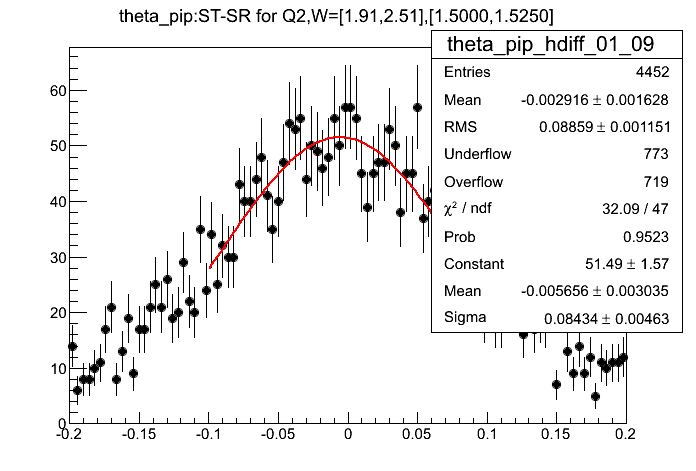 theta_pip:ST-SR for Q2,W=[1.91,2.51],[1.5000,1.5250]
theta_pip_hdiff_01_09
Entries 4452
Mean -0.002916 ± 0.001628
RMS 0.08859 ± 0.001151
Underflow 773
Overflow 719
χ² / ndf 32.09 / 47
Prob 0.9523
Constant 51.49 ± 1.57
Mean -0.005656 ± 0.003035
Sigma 0.08434 ± 0.00463
60
50
40
30
20
10
0
-0.2 -0.15 -0.1 -0.05 0 0.05 0.1 0.15 0.2